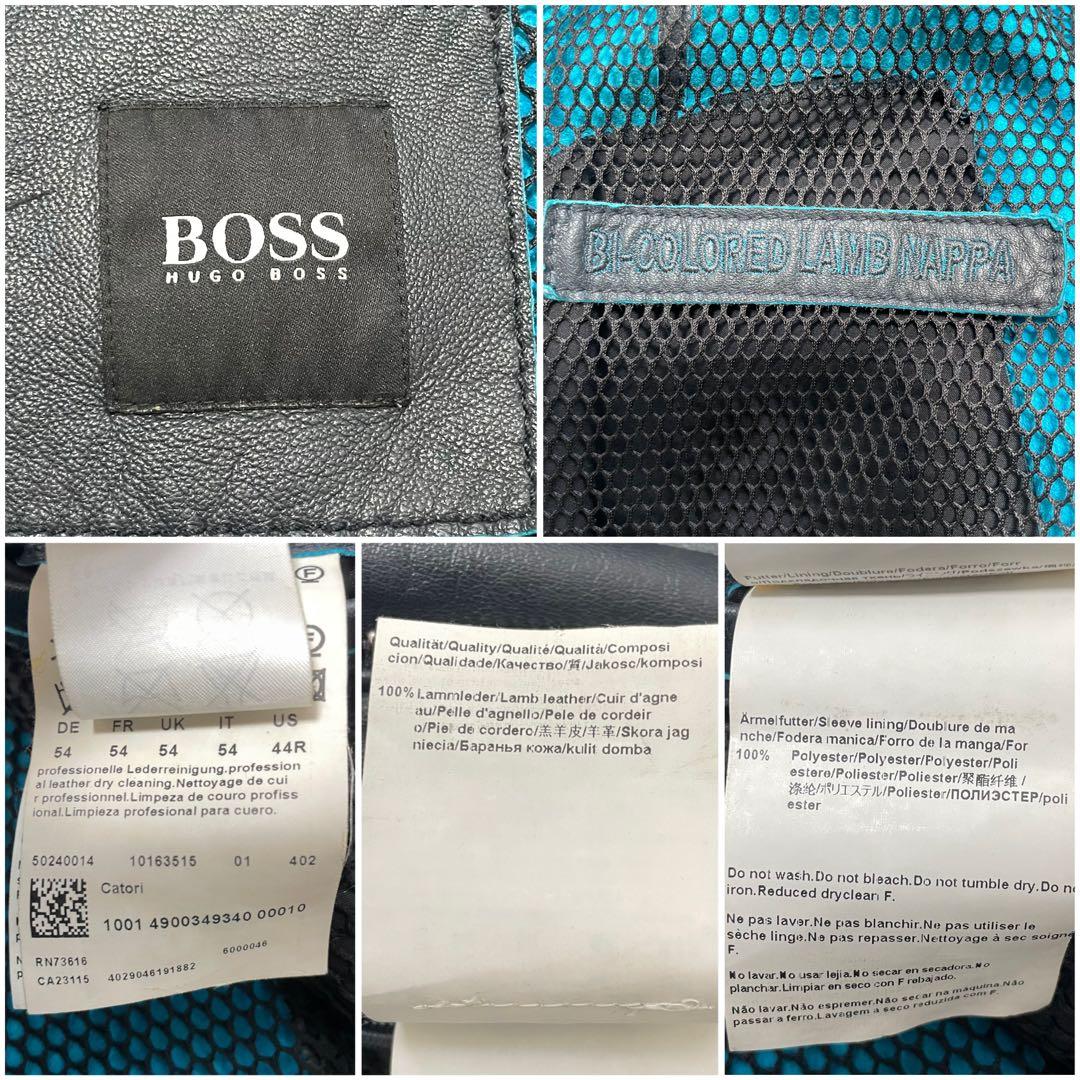 BOSS
HUGO BOSS
BI-COLORED LAMB NAPPA
F
F
DE FR UK IT US
54 54 54 54 44R
professionelle Lederreinigung.profession
al leather dry cleaning.Nettoyage de cui
r professionnel.Limpeza de couro profiss
ional.Limpieza profesional para cuero.
50240014 10163515 01 402
Catori
1001 4900349340 00010
6000046
RN73616
CA23115 4029046191882
Qualität/Quality/Qualité/Qualità/Composi
cion/Qualidade/Качество/質/Jakosc/komposi
100% Lammleder/Lamb leather/Cuir d'agne
au/Pelle d'agnello/Pele de cordeir
o/Piel de cordero/羔羊皮/羊革/Skora jag
niecia/Баранья кожа/kulit domba
Futter/Lining/Doublure/Fodera/Forro/Forr
Ärmelfutter/Sleeve lining/Doublure de ma
nche/Fodera manica/Forro de la manga/For
100% Polyester/Polyester/Polyester/Poli
estere/Poliester/Poliester/聚酯纤维/
涤纶/ポリエステル/Poliester/ПОЛИЭСТЕР/poli
ester
Do not wash.Do not bleach.Do not tumble dry.Do n
iron.Reduced dryclean F.
Ne pas laver.Ne pas blanchir.Ne pas utiliser le
sèche linge.Ne pas repasser.Nettoyage à sec soigne
F.
No lavar.No usar lejia.No secar en secadora.No
planchar.Limpiar en seco con F rebajado.
Não lavar.Não espremer.Não secar na máquina.Não
passar a ferro.Lavagem à seco reduzida com F.